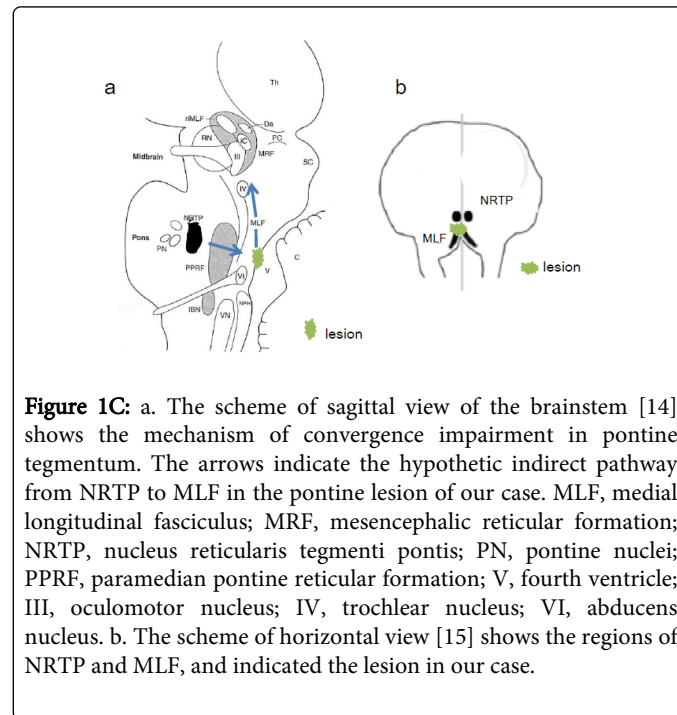 a
b
Th
riMLF
Da
RN
iC
PC
III
MRF
SC
Midbrain
IV
NRTP
MLF
Pons
PN
C
PPRF
V
VI
IBN
NPH
VN
lesion
NRTP
MLF
lesion
Figure 1C: a. The scheme of sagittal view of the brainstem [14]
shows the mechanism of convergence impairment in pontine
tegmentum. The arrows indicate the hypothetic indirect pathway
from NRTP to MLF in the pontine lesion of our case. MLF, medial
longitudinal fasciculus; MRF, mesencephalic reticular formation;
NRTP, nucleus reticularis tegmenti pontis; PN, pontine nuclei;
PPRF, paramedian pontine reticular formation; V, fourth ventricle;
III, oculomotor nucleus; IV, trochlear nucleus; VI, abducens
nucleus. b. The scheme of horizontal view [15] shows the regions of
NRTP and MLF, and indicated the lesion in our case.